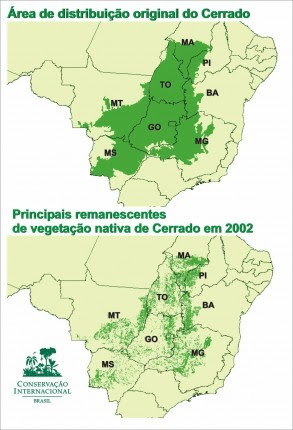 Área de distribuição original do Cerrado
MA
PI
TO
BA
MT
GO
MS
MG
Principais remanescentes
de vegetação nativa de Cerrado em 2002
MA
PI
TO
BA
MT
GO
MS
MG
CONSERVAÇÃO
INTERNACIONAL
BRASIL